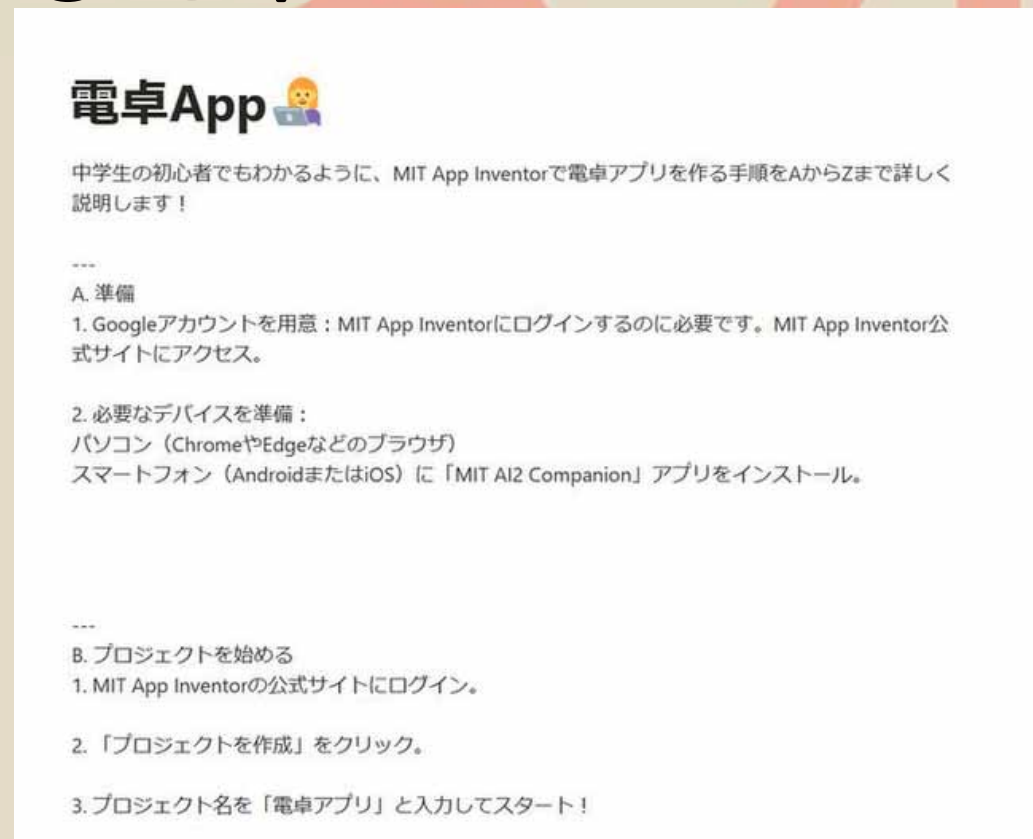 電卓App
中学生の初心者でもわかるように、MIT App Inventorで電卓アプリを作る手順をAからZまで詳しく
説明します！
---
A. 準備
1. Googleアカウントを用意：MIT App Inventorにログインするのに必要です。MIT App Inventor公
式サイトにアクセス。
2. 必要なデバイスを準備：
パソコン（ChromeやEdgeなどのブラウザ）
スマートフォン（AndroidまたはiOS）に「MIT AI2 Companion」アプリをインストール。
---
B. プロジェクトを始める
1. MIT App Inventorの公式サイトにログイン。
2. 「プロジェクトを作成」をクリック。
3. プロジェクト名を「電卓アプリ」と入力してスタート！